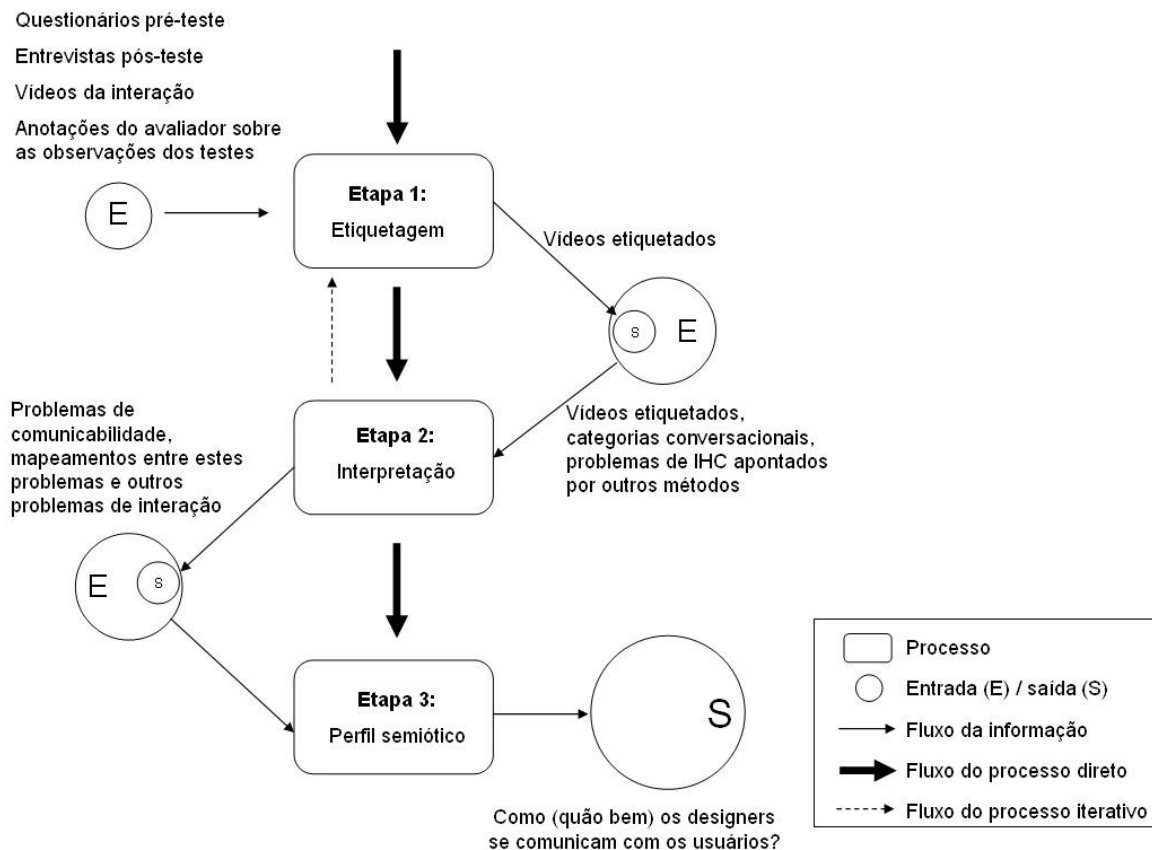 Questionários pré-teste
Entrevistas pós-teste
Vídeos da interação
Anotações do avaliador sobre
as observações dos testes
E
Etapa 1:
Etiquetagem
Vídeos etiquetados
s
E
Vídeos etiquetados,
categorias conversacionais,
problemas de IHC apontados
por outros métodos
Etapa 2:
Interpretação
Problemas de
comunicabilidade,
mapeamentos entre estes
problemas e outros
problemas de interação
E
s
Etapa 3:
Perfil semiótico
S
Como (quão bem) os designers
se comunicam com os usuários?
Processo
Entrada (E) / saída (S)
Fluxo da informação
Fluxo do processo direto
Fluxo do processo iterativo